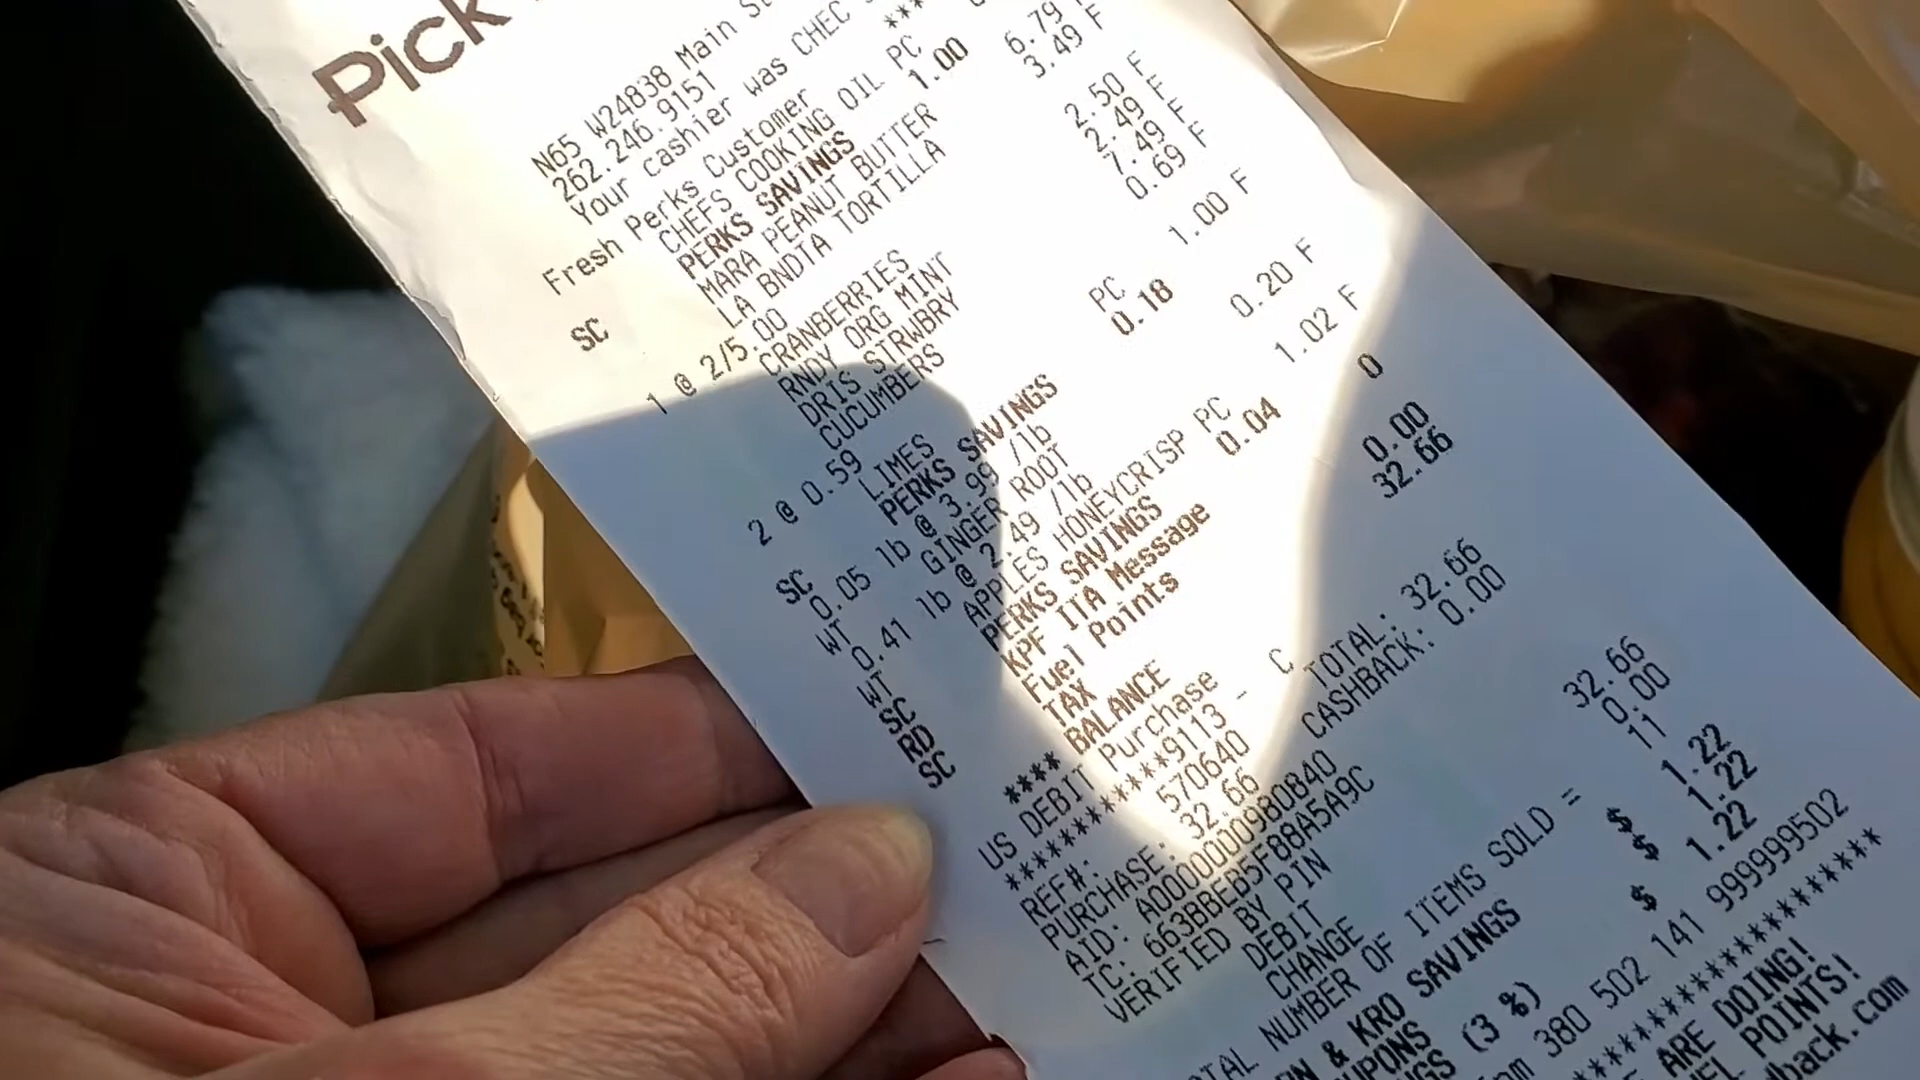 Pick
N65 W24838 Main St
262.246.9151
Your cashier was CHEC
Fresh Perks Customer ***
CHEFS COOKING OIL PC
SC PERKS SAVINGS 1.00
MARA PEANUT BUTTER 6.79 F
LA BNDTA TORTILLA 3.49 F
1 @ 2/5.00
CRANBERRIES 2.50 F
RNDY ORG MINT 2.49 F
DRIS STRWBRY 7.49 F
CUCUMBERS 0.69 F
2 @ 0.59
LIMES PC 1.00 F
SC PERKS SAVINGS 0.18
0.05 lb @ 3.99 /lb
WT GINGER ROOT 0.20 F
0.41 lb @ 2.49 /lb
WT APPLES HONEYCRISP PC 1.02 F
SC PERKS SAVINGS 0.04
RD KPF ITA Message
SC Fuel Points 0
TAX 0.00
**** BALANCE 32.66
US DEBIT Purchase
************9113 - C
REF#: 570640 TOTAL: 32.66
PURCHASE: 32.66 CASHBACK: 0.00
AID: A0000000980840
TC: 663BBEB5F88A5A9C
VERIFIED BY PIN
DEBIT 32.66
CHANGE 0.00
TOTAL NUMBER OF ITEMS SOLD = 11
& KRO SAVINGS $ 1.22
$ 1.22
(3 %) $ 1.22
380 502 141 999999502
ARE DOING!
POINTS!